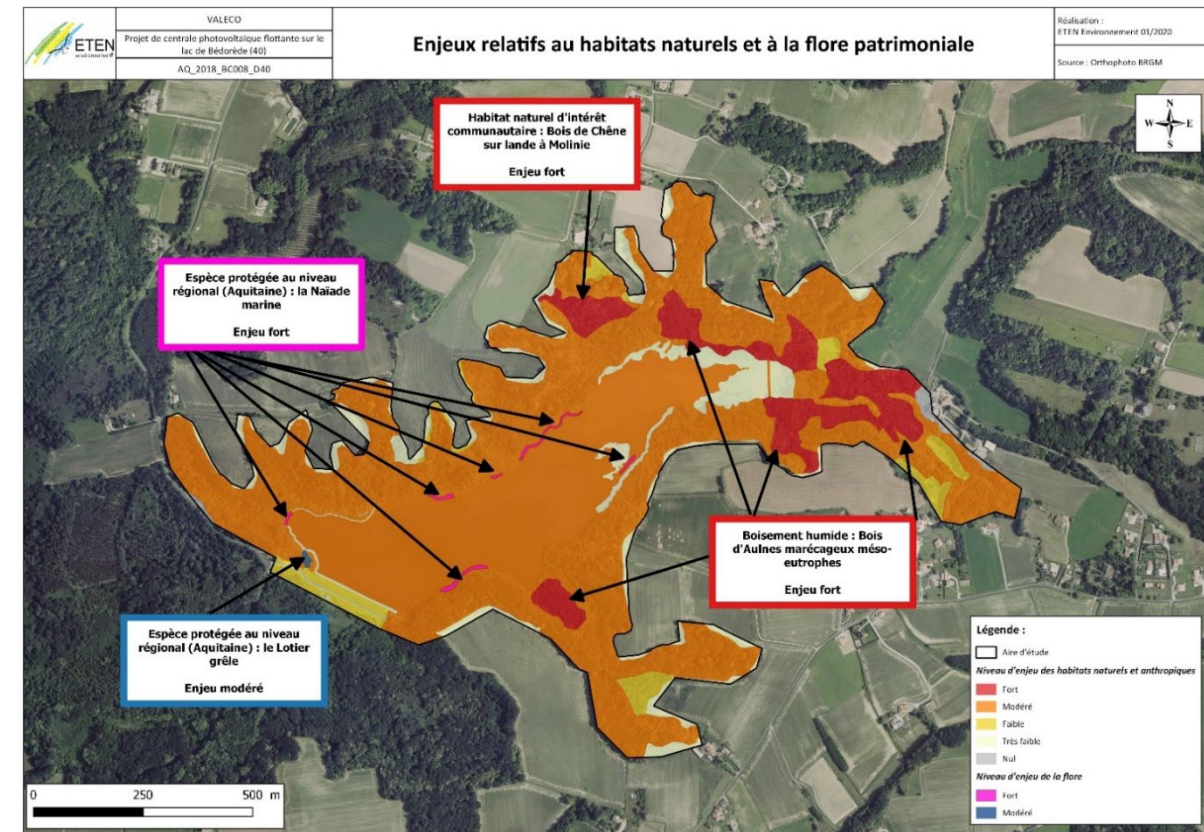 ETEN
environnement
VALECO
Projet de centrale photovoltaïque flottante sur le
lac de Bédorède (40)
AQ_2018_BC008_D40
Enjeux relatifs au habitats naturels et à la flore patrimoniale
Réalisation :
ETEN Environnement 01/2020
Source : Orthophoto BRGM
N
W E
S
Habitat naturel d'intérêt
communautaire : Bois de Chêne
sur lande à Molinie
Enjeu fort
Espèce protégée au niveau
régional (Aquitaine) : la Naïade
marine
Enjeu fort
Boisement humide : Bois
d'Aulnes marécageux méso-
eutrophes
Enjeu fort
Espèce protégée au niveau
régional (Aquitaine) : le Lotier
grêle
Enjeu modéré
Légende :
Aire d'étude
Niveau d'enjeu des habitats naturels et anthropiques
Fort
Modéré
Faible
Très faible
Nul
Niveau d'enjeu de la flore
Fort
Modéré
0 250 500 m